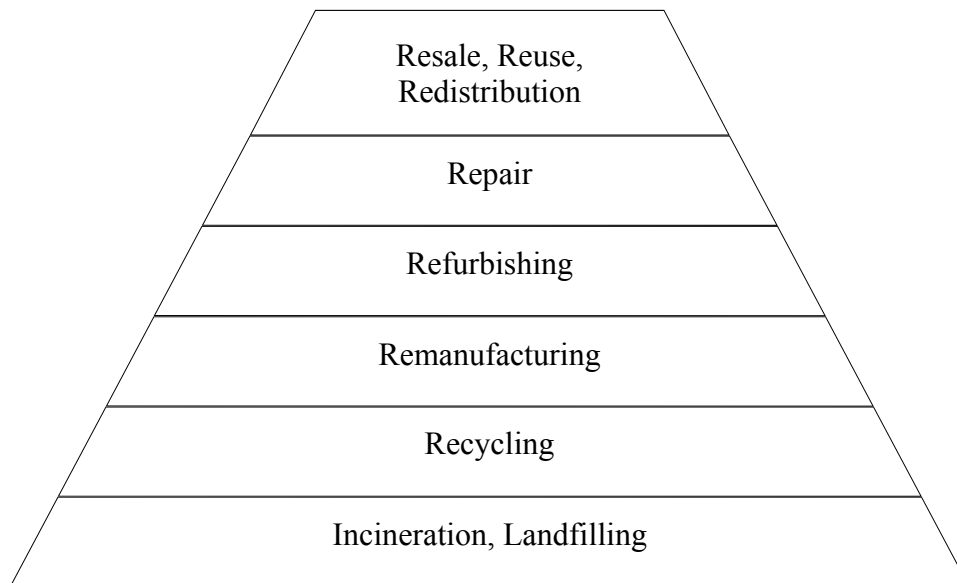 Resale, Reuse,
Redistribution
Repair
Refurbishing
Remanufacturing
Recycling
Incineration, Landfilling